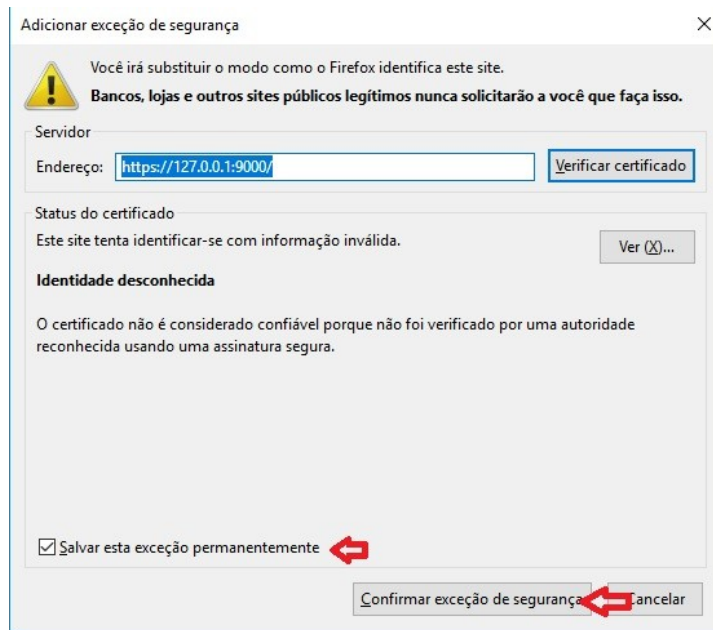 Adicionar exceção de segurança
Você irá substituir o modo como o Firefox identifica este site.
Bancos, lojas e outros sites públicos legítimos nunca solicitarão a você que faça isso.
Servidor
Endereço: https://127.0.0.1:9000/ Verificar certificado
Status do certificado
Este site tenta identificar-se com informação inválida.
Ver (X)...
Identidade desconhecida
O certificado não é considerado confiável porque não foi verificado por uma autoridade
reconhecida usando uma assinatura segura.
Salvar esta exceção permanentemente
Confirmar exceção de segurança Cancelar